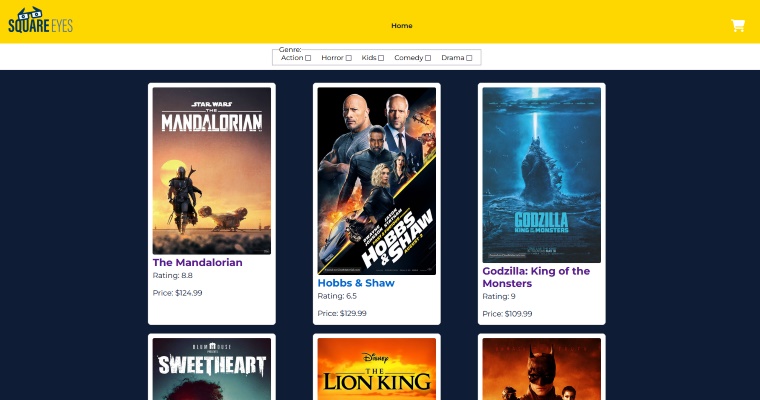 SQUARE EYES
Home
Genre:
Action Horror Kids Comedy Drama
STAR WARS
THE
MANDALORIAN
HOBBS
& SHAW
GODZILLA
KING OF THE MONSTERS
The Mandalorian
Rating: 8.8
Price: $124.99
Hobbs & Shaw
Rating: 6.5
Price: $129.99
Godzilla: King of the
Monsters
Rating: 9
Price: $109.99
BLUMHOUSE
SWEETHEART
Disney
THE
LION KING